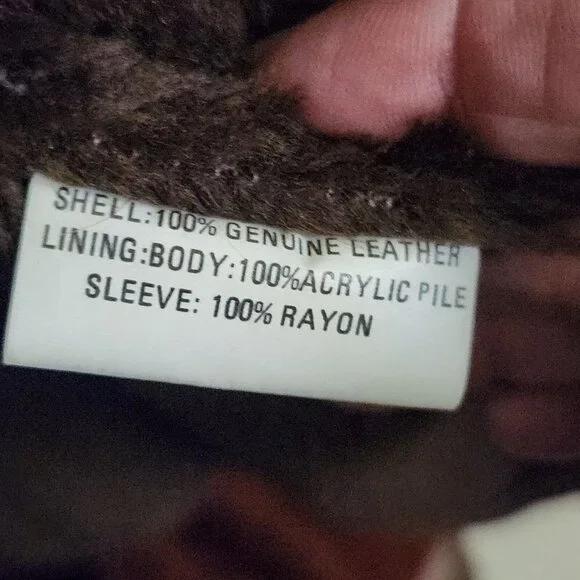 SHELL:100% GENUINE LEATHER
LINING:BODY:100%ACRYLIC PILE
SLEEVE: 100% RAYON